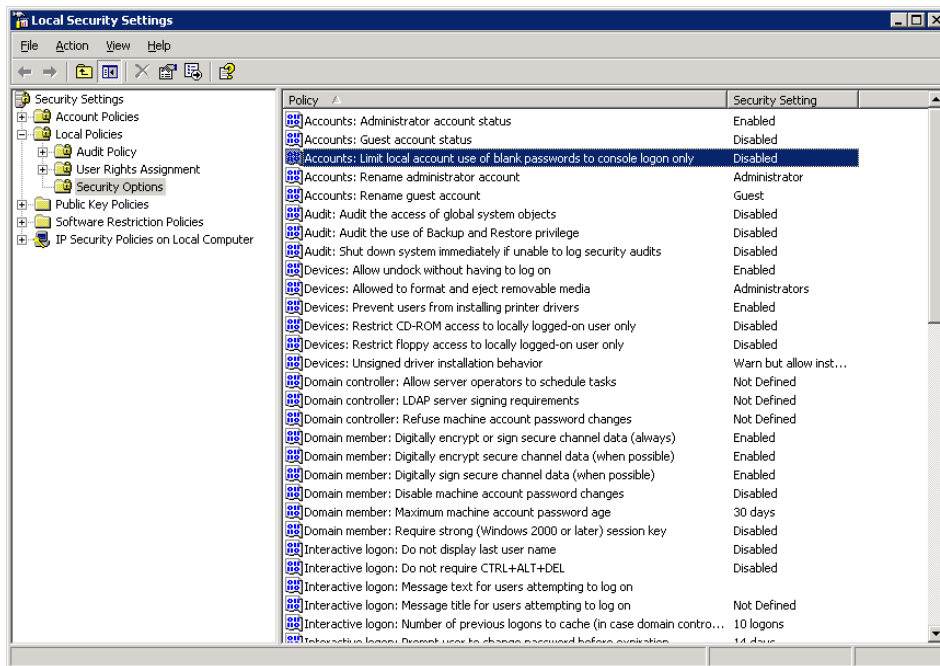 Local Security Settings
File Action View Help
Security Settings
Account Policies
Local Policies
Audit Policy
User Rights Assignment
Security Options
Public Key Policies
Software Restriction Policies
IP Security Policies on Local Computer
Policy Security Setting
Accounts: Administrator account status Enabled
Accounts: Guest account status Disabled
Accounts: Limit local account use of blank passwords to console logon only Disabled
Accounts: Rename administrator account Administrator
Accounts: Rename guest account Guest
Audit: Audit the access of global system objects Disabled
Audit: Audit the use of Backup and Restore privilege Disabled
Audit: Shut down system immediately if unable to log security audits Disabled
Devices: Allow undock without having to log on Enabled
Devices: Allowed to format and eject removable media Administrators
Devices: Prevent users from installing printer drivers Enabled
Devices: Restrict CD-ROM access to locally logged-on user only Disabled
Devices: Restrict floppy access to locally logged-on user only Disabled
Devices: Unsigned driver installation behavior Warn but allow inst...
Domain controller: Allow server operators to schedule tasks Not Defined
Domain controller: LDAP server signing requirements Not Defined
Domain controller: Refuse machine account password changes Not Defined
Domain member: Digitally encrypt or sign secure channel data (always) Enabled
Domain member: Digitally encrypt secure channel data (when possible) Enabled
Domain member: Digitally sign secure channel data (when possible) Enabled
Domain member: Disable machine account password changes Disabled
Domain member: Maximum machine account password age 30 days
Domain member: Require strong (Windows 2000 or later) session key Disabled
Interactive logon: Do not display last user name Disabled
Interactive logon: Do not require CTRL+ALT+DEL Disabled
Interactive logon: Message text for users attempting to log on
Interactive logon: Message title for users attempting to log on Not Defined
Interactive logon: Number of previous logons to cache (in case domain contro... 10 logons
Interactive logon: Prompt user to change password before expiration 14 days